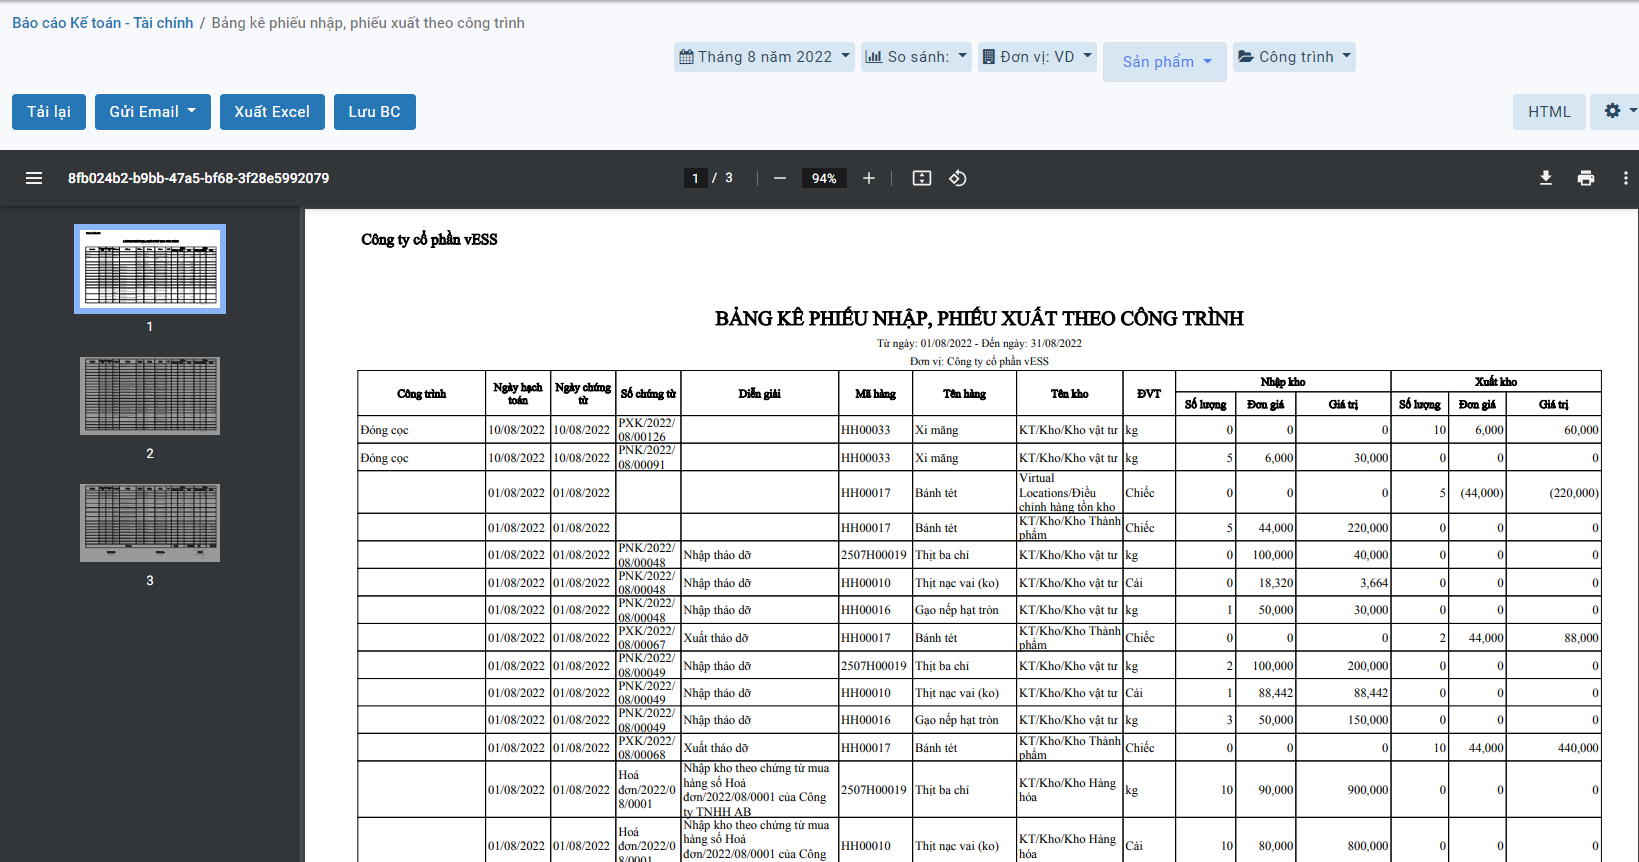 Báo cáo Kế toán - Tài chính / Bảng kê phiếu nhập, phiếu xuất theo công trình
Tháng 8 năm 2022 So sánh: Đơn vị: VD Sản phẩm Công trình
Tải lại Gửi Email Xuất Excel Lưu BC HTML
8fb024b2-b9bb-47a5-bf68-3f28e5992079 1 / 3 94%
1
2
3
Công ty cổ phần vESS
BẢNG KÊ PHIẾU NHẬP, PHIẾU XUẤT THEO CÔNG TRÌNH
Từ ngày: 01/08/2022 - Đến ngày: 31/08/2022
Đơn vị: Công ty cổ phần vESS
Công trình Ngày hạch toán Ngày chứng từ Số chứng từ Diễn giải Mã hàng Tên hàng Tên kho ĐVT Nhập kho Xuất kho
Số lượng Đơn giá Giá trị Số lượng Đơn giá Giá trị
Đóng cọc 10/08/2022 10/08/2022 PXK/2022/08/00126 HH00033 Xi măng KT/Kho/Kho vật tư kg 0 0 0 10 6,000 60,000
Đóng cọc 10/08/2022 10/08/2022 PNK/2022/08/00091 HH00033 Xi măng KT/Kho/Kho vật tư kg 5 6,000 30,000 0 0 0
01/08/2022 01/08/2022 HH00017 Bánh tét Virtual Locations/Điều chỉnh hàng tồn kho Chiếc 0 0 0 5 (44,000) (220,000)
01/08/2022 01/08/2022 HH00017 Bánh tét KT/Kho/Kho Thành phẩm Chiếc 5 44,000 220,000 0 0 0
01/08/2022 01/08/2022 PNK/2022/08/00048 Nhập tháo dỡ 2507H00019 Thịt ba chỉ KT/Kho/Kho vật tư kg 0 100,000 40,000 0 0 0
01/08/2022 01/08/2022 PNK/2022/08/00048 Nhập tháo dỡ HH00010 Thịt nạc vai (ko) KT/Kho/Kho vật tư Cái 0 18,320 3,664 0 0 0
01/08/2022 01/08/2022 PNK/2022/08/00048 Nhập tháo dỡ HH00016 Gạo nếp hạt tròn KT/Kho/Kho vật tư kg 1 50,000 30,000 0 0 0
01/08/2022 01/08/2022 PXK/2022/08/00067 Xuất tháo dỡ HH00017 Bánh tét KT/Kho/Kho Thành phẩm Chiếc 0 0 0 2 44,000 88,000
01/08/2022 01/08/2022 PNK/2022/08/00049 Nhập tháo dỡ 2507H00019 Thịt ba chỉ KT/Kho/Kho vật tư kg 2 100,000 200,000 0 0 0
01/08/2022 01/08/2022 PNK/2022/08/00049 Nhập tháo dỡ HH00010 Thịt nạc vai (ko) KT/Kho/Kho vật tư Cái 1 88,442 88,442 0 0 0
01/08/2022 01/08/2022 PNK/2022/08/00049 Nhập tháo dỡ HH00016 Gạo nếp hạt tròn KT/Kho/Kho vật tư kg 3 50,000 150,000 0 0 0
01/08/2022 01/08/2022 PXK/2022/08/00068 Xuất tháo dỡ HH00017 Bánh tét KT/Kho/Kho Thành phẩm Chiếc 0 0 0 10 44,000 440,000
01/08/2022 01/08/2022 Hoá đơn/2022/08/0001 Nhập kho theo chứng từ mua hàng số Hoá đơn/2022/08/0001 của Công ty TNHH AB 2507H00019 Thịt ba chỉ KT/Kho/Kho Hàng hóa kg 10 90,000 900,000 0 0 0
01/08/2022 01/08/2022 Hoá đơn/2022/08/0001 Nhập kho theo chứng từ mua hàng số Hoá đơn/2022/08/0001 của Công HH00010 Thịt nạc vai (ko) KT/Kho/Kho Hàng hóa Cái 10 80,000 800,000 0 0 0